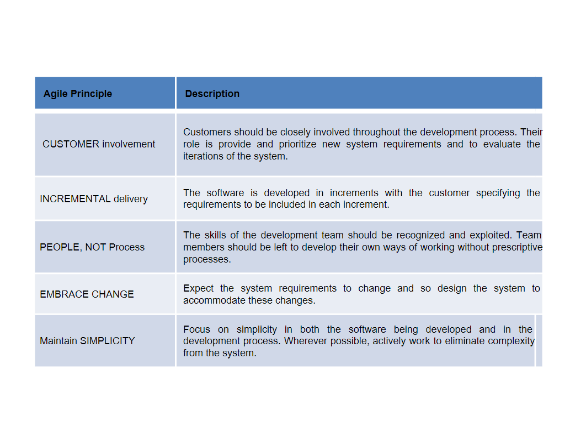 Agile Principle
Description
CUSTOMER involvement
Customers should be closely involved throughout the development process. Their
role is provide and prioritize new system requirements and to evaluate the
iterations of the system.
INCREMENTAL delivery
The software is developed in increments with the customer specifying the
requirements to be included in each increment.
PEOPLE, NOT Process
The skills of the development team should be recognized and exploited. Team
members should be left to develop their own ways of working without prescriptive
processes.
EMBRACE CHANGE
Expect the system requirements to change and so design the system to
accommodate these changes.
Maintain SIMPLICITY
Focus on simplicity in both the software being developed and in the
development process. Wherever possible, actively work to eliminate complexity
from the system.